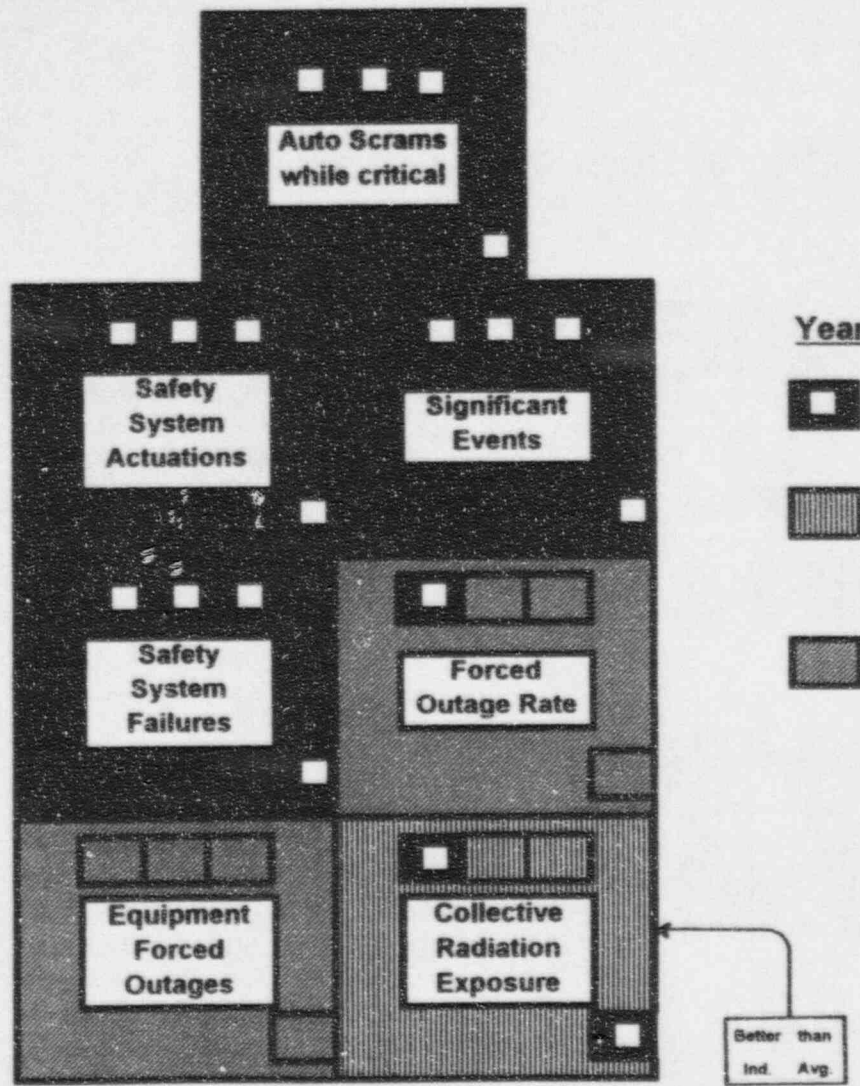 Auto Scrams
while critical
Safety
System
Actuations
Significant
Events
Year
Safety
System
Failures
Forced
Outage Rate
Equipment
Forced
Outages
Collective
Radiation
Exposure
Better than
Ind. Avg.